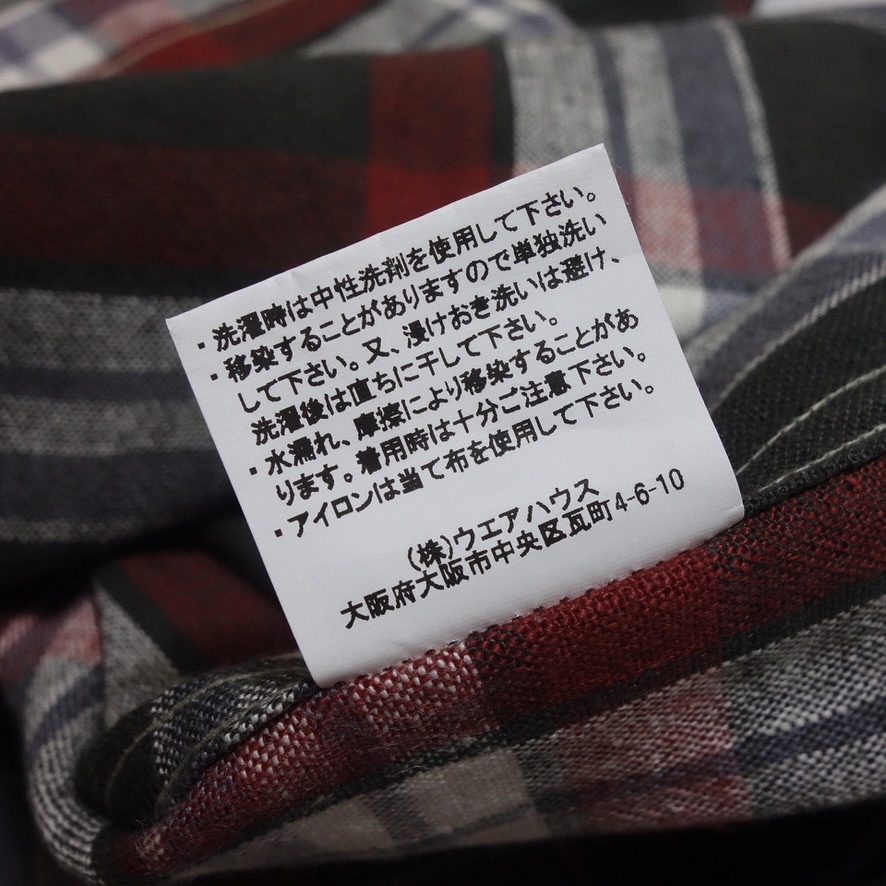 ・洗濯時は中性洗剤を使用して下さい。
・移染することがありますので単独洗い
して下さい。又、浸けおき洗いは避け、
洗濯後は直ちに干して下さい。
・水濡れ、摩擦により移染することがあ
ります。着用時は十分ご注意下さい。
・アイロンは当て布を使用して下さい。
(株)ウエアハウス
大阪府大阪市中央区瓦町4-6-10